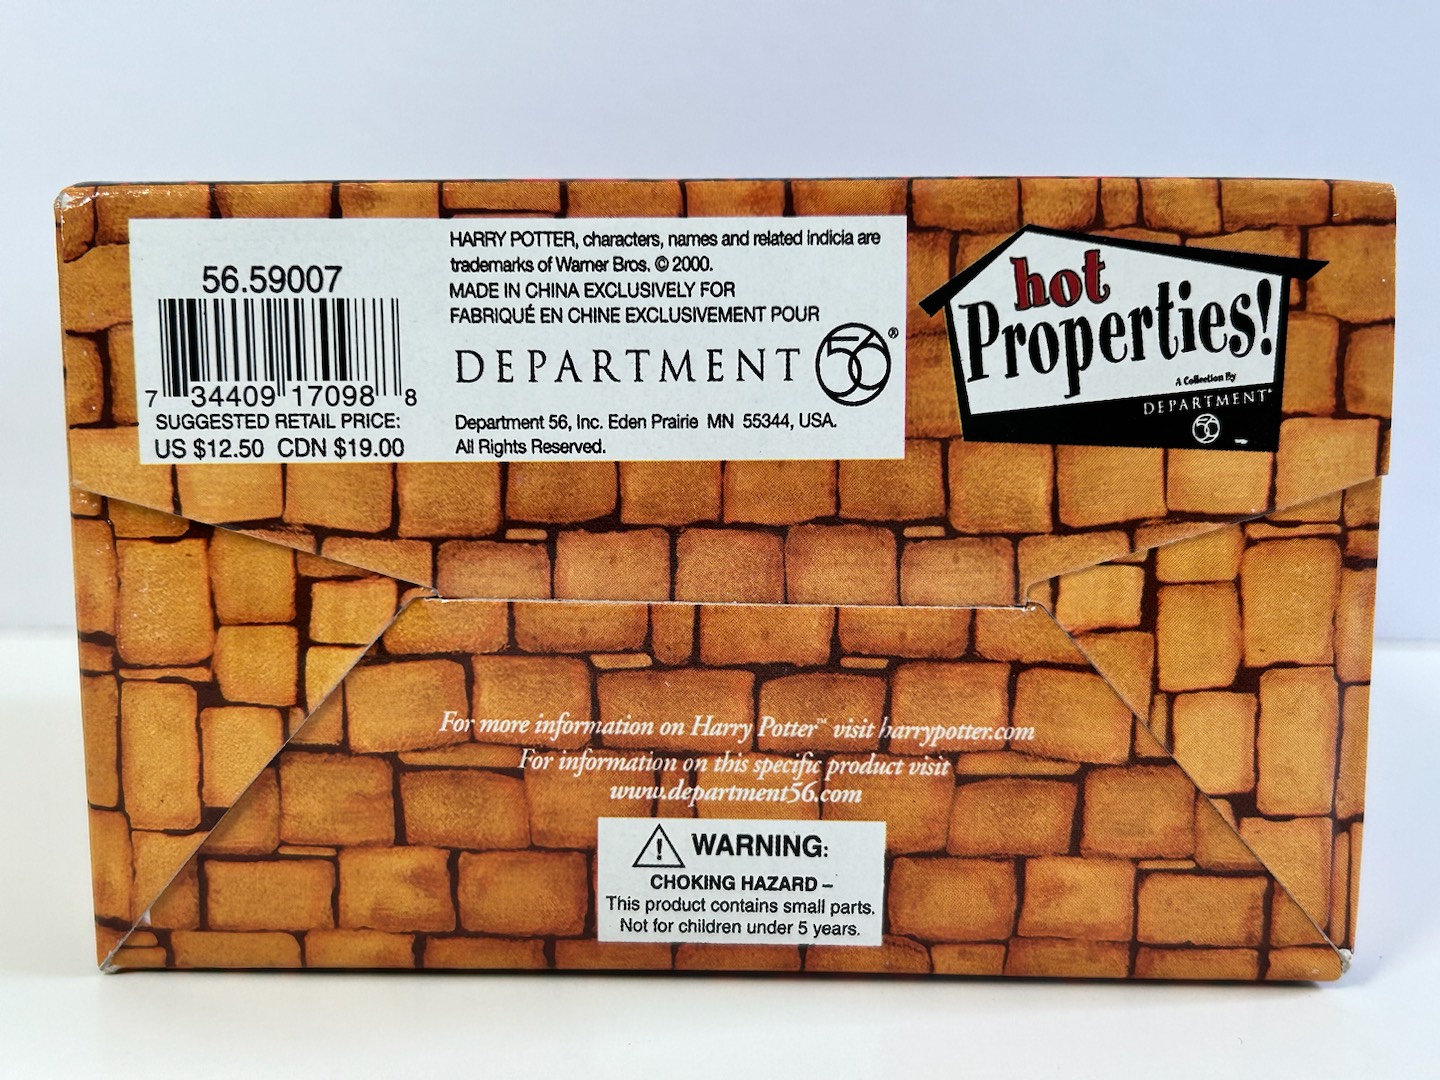 56.59007
7 34409 17098 8
SUGGESTED RETAIL PRICE:
US $12.50 CDN $19.00
HARRY POTTER, characters, names and related indicia are
trademarks of Warner Bros. © 2000.
MADE IN CHINA EXCLUSIVELY FOR
FABRIQUÉ EN CHINE EXCLUSIVEMENT POUR
DEPARTMENT 56®
Department 56, Inc. Eden Prairie MN 55344, USA.
All Rights Reserved.
hot
Properties!
A Collection By
DEPARTMENT
56
For more information on Harry Potter™ visit harrypotter.com
For information on this specific product visit
www.department56.com
WARNING:
CHOKING HAZARD –
This product contains small parts.
Not for children under 5 years.